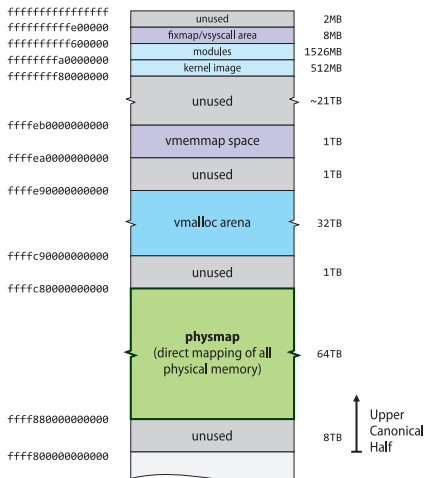 ffffffffffffffff
unused 2MB
ffffffffffe00000
fixmap/vsyscall area 8MB
ffffffffff600000
modules 1526MB
ffffffffa0000000
kernel image 512MB
ffffffff80000000
unused ~21TB
ffffeb0000000000
vmemmap space 1TB
ffffea0000000000
unused 1TB
ffffe90000000000
vmalloc arena 32TB
ffffc90000000000
unused 1TB
ffffc80000000000
physmap
(direct mapping of all 64TB
physical memory)
ffff880000000000
unused 8TB
Upper
Canonical
Half
ffff800000000000